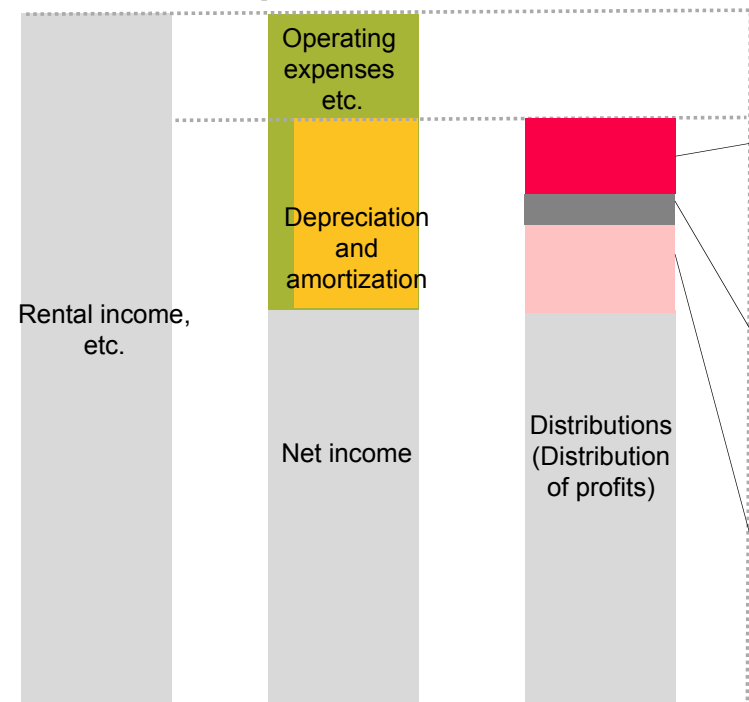 Rental income,
etc.
Operating
expenses
etc.
Depreciation
and
amortization
Net income
Distributions
(Distribution
of profits)